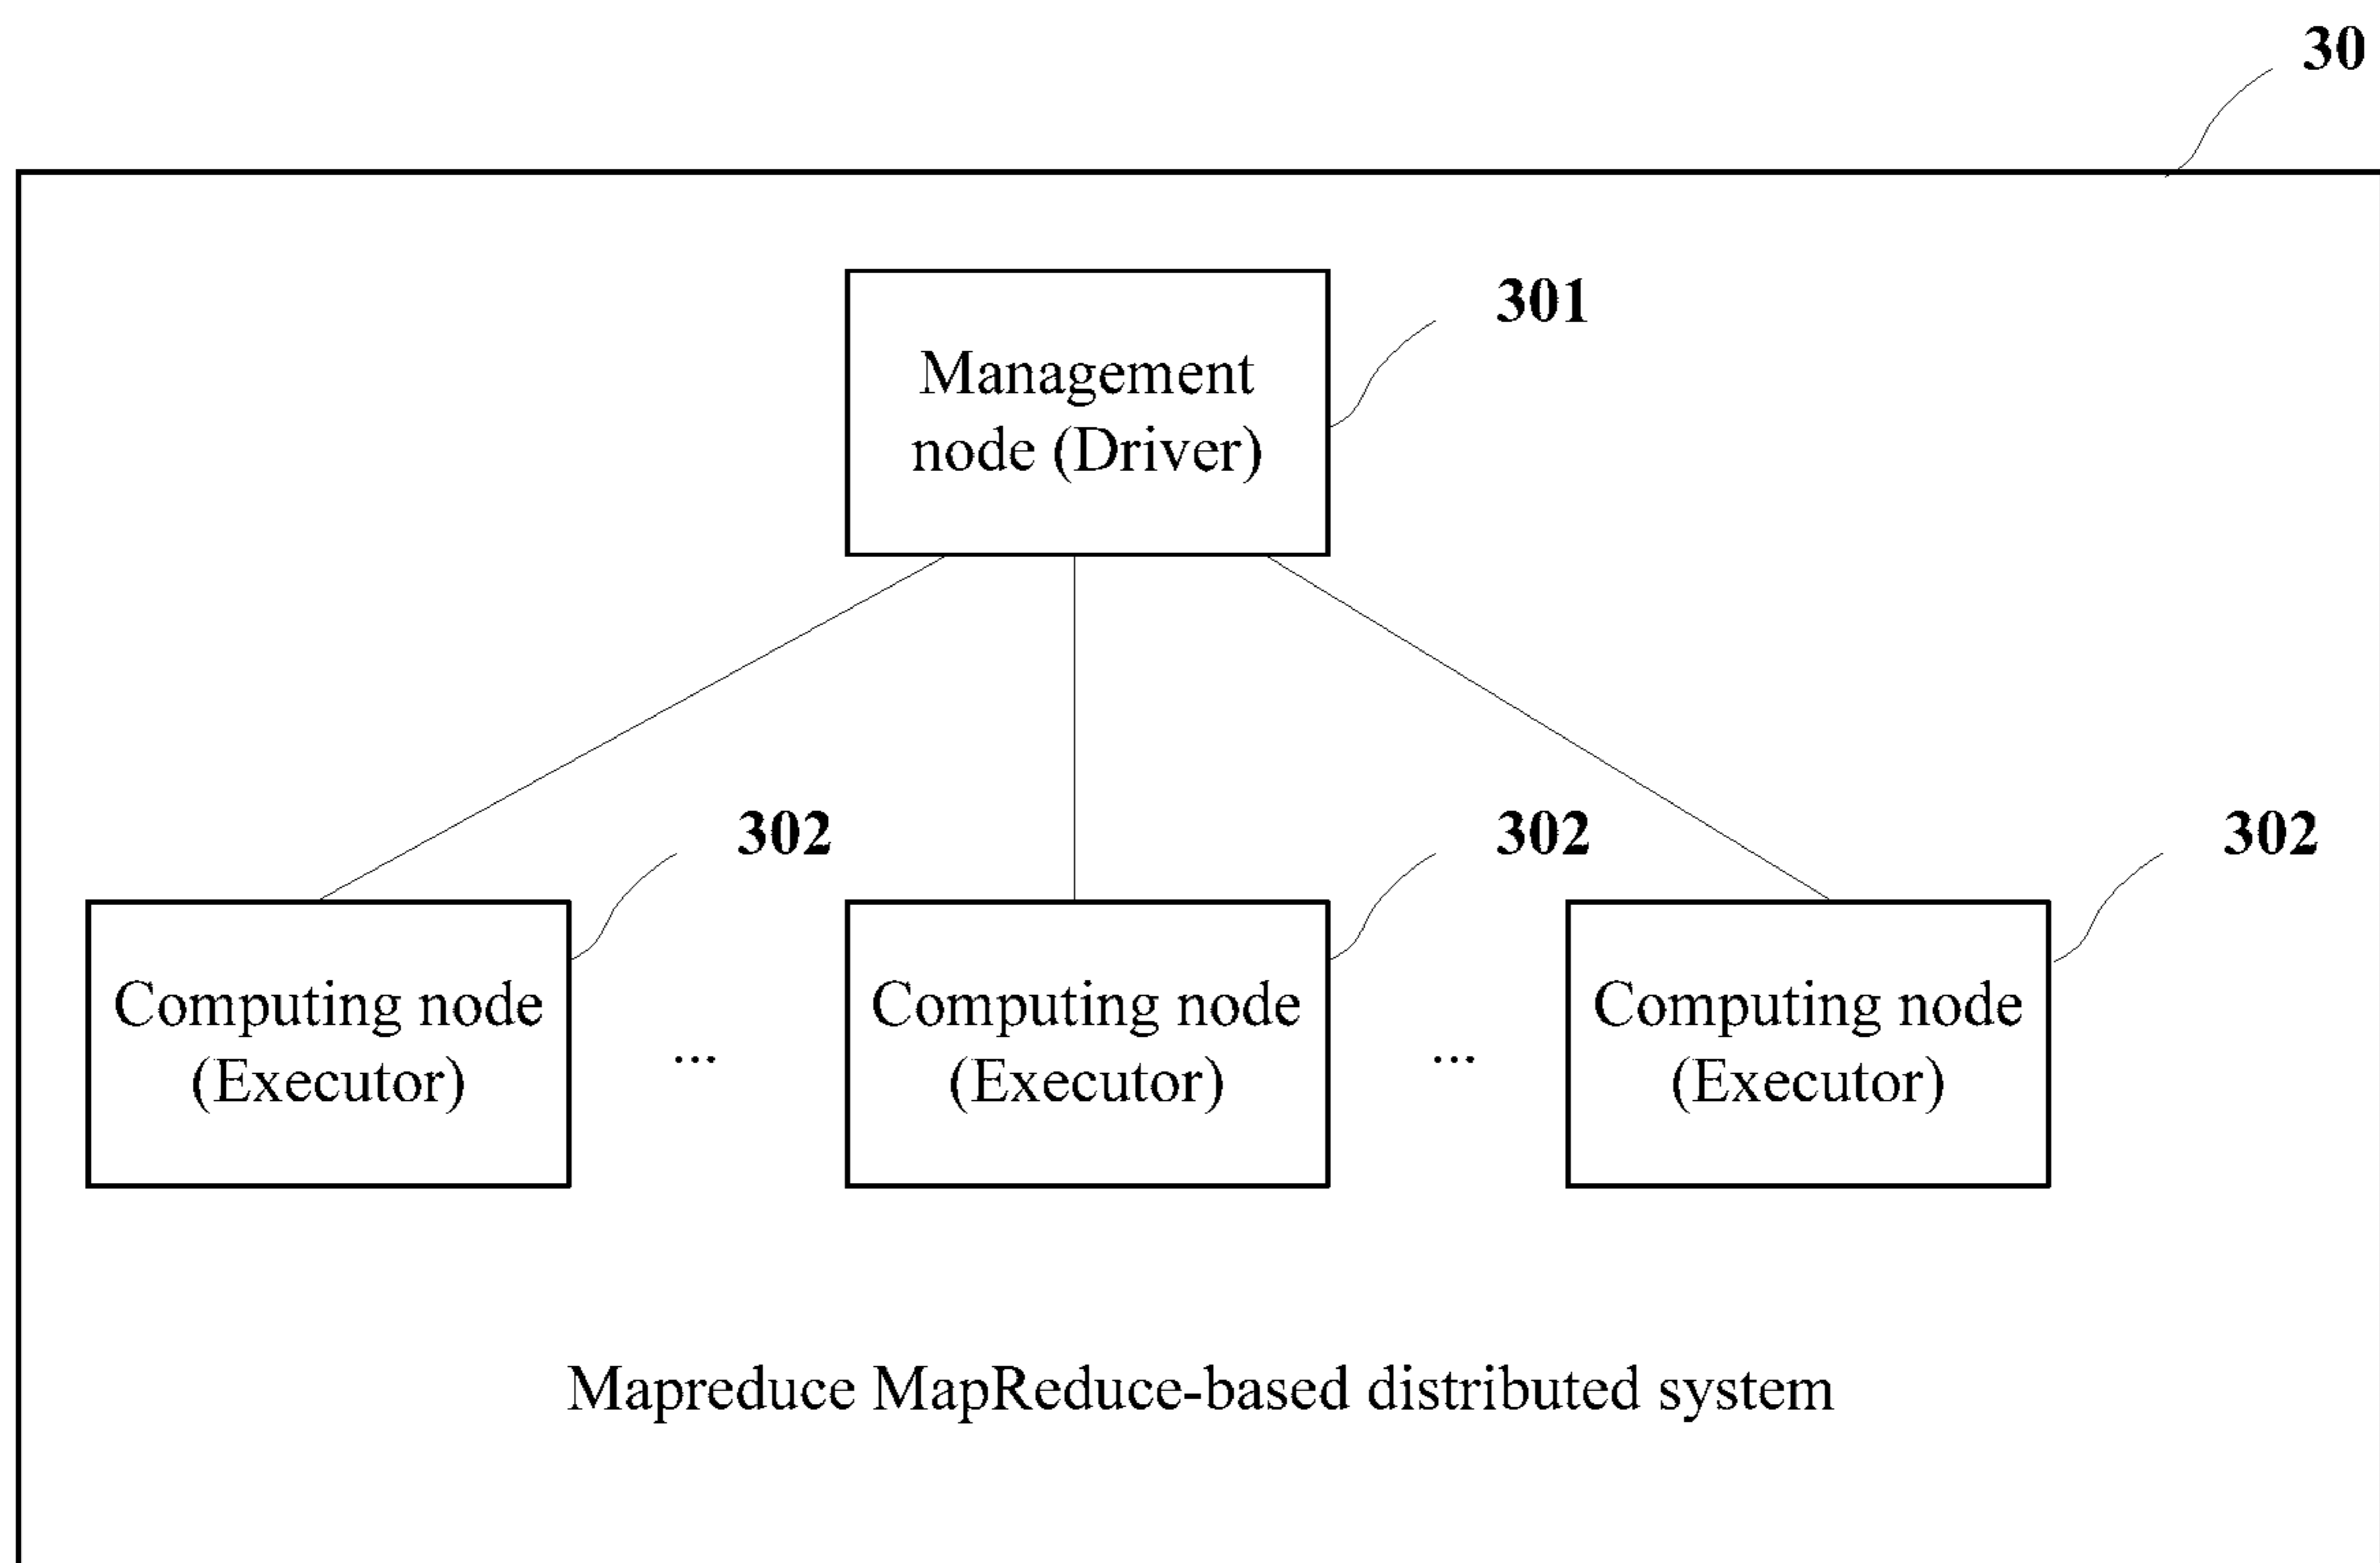 30
301
Management
node (Driver)
302
302
302
Computing node
(Executor)
...
Computing node
(Executor)
...
Computing node
(Executor)
Mapreduce MapReduce-based distributed system